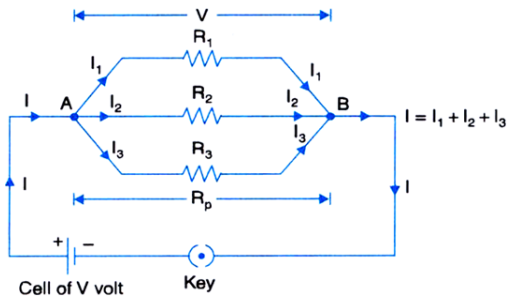 V
R1
I1 I1
I A I2 R2 I2 B I = I1 + I2 + I3
I3 R3 I3
I Rp I
+ −
Cell of V volt Key